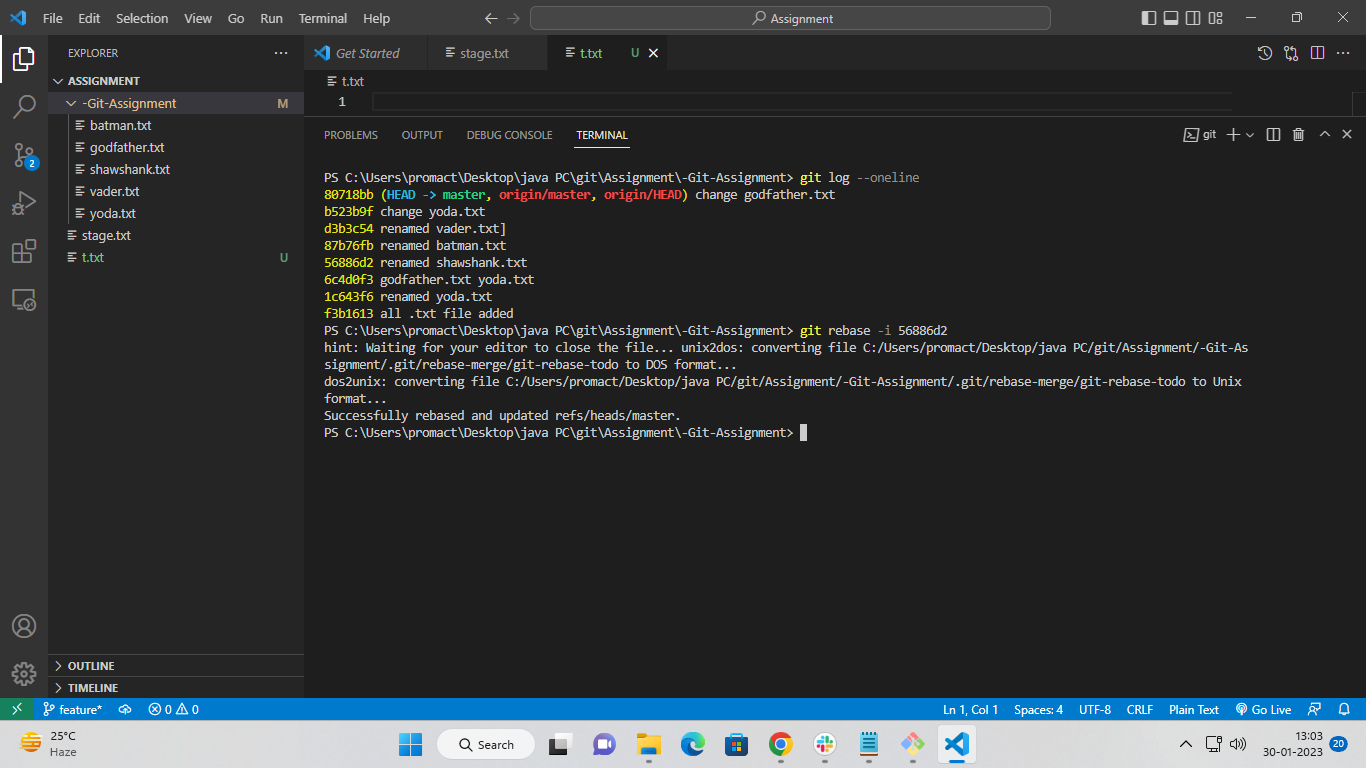 File Edit Selection View Go Run Terminal Help
Assignment
EXPLORER
Get Started stage.txt t.txt U
ASSIGNMENT
t.txt
-Git-Assignment M
1
batman.txt
godfather.txt
shawshank.txt
vader.txt
yoda.txt
stage.txt
t.txt U
2
PROBLEMS OUTPUT DEBUG CONSOLE TERMINAL
git
PS C:\Users\promact\Desktop\java PC\git\Assignment\-Git-Assignment> git log --oneline
80718bb (HEAD -> master, origin/master, origin/HEAD) change godfather.txt
b523b9f change yoda.txt
d3b3c54 renamed vader.txt]
87b76fb renamed batman.txt
56886d2 renamed shawshank.txt
6c4d0f3 godfather.txt yoda.txt
1c643f6 renamed yoda.txt
f3b1613 all .txt file added
PS C:\Users\promact\Desktop\java PC\git\Assignment\-Git-Assignment> git rebase -i 56886d2
hint: Waiting for your editor to close the file... unix2dos: converting file C:/Users/promact/Desktop/java PC/git/Assignment/-Git-As
signment/.git/rebase-merge/git-rebase-todo to DOS format...
dos2unix: converting file C:/Users/promact/Desktop/java PC/git/Assignment/-Git-Assignment/.git/rebase-merge/git-rebase-todo to Unix
format...
Successfully rebased and updated refs/heads/master.
PS C:\Users\promact\Desktop\java PC\git\Assignment\-Git-Assignment>
OUTLINE
TIMELINE
feature* 0 0 Ln 1, Col 1 Spaces: 4 UTF-8 CRLF Plain Text Go Live
25°C
Haze
Search
13:03
30-01-2023
20